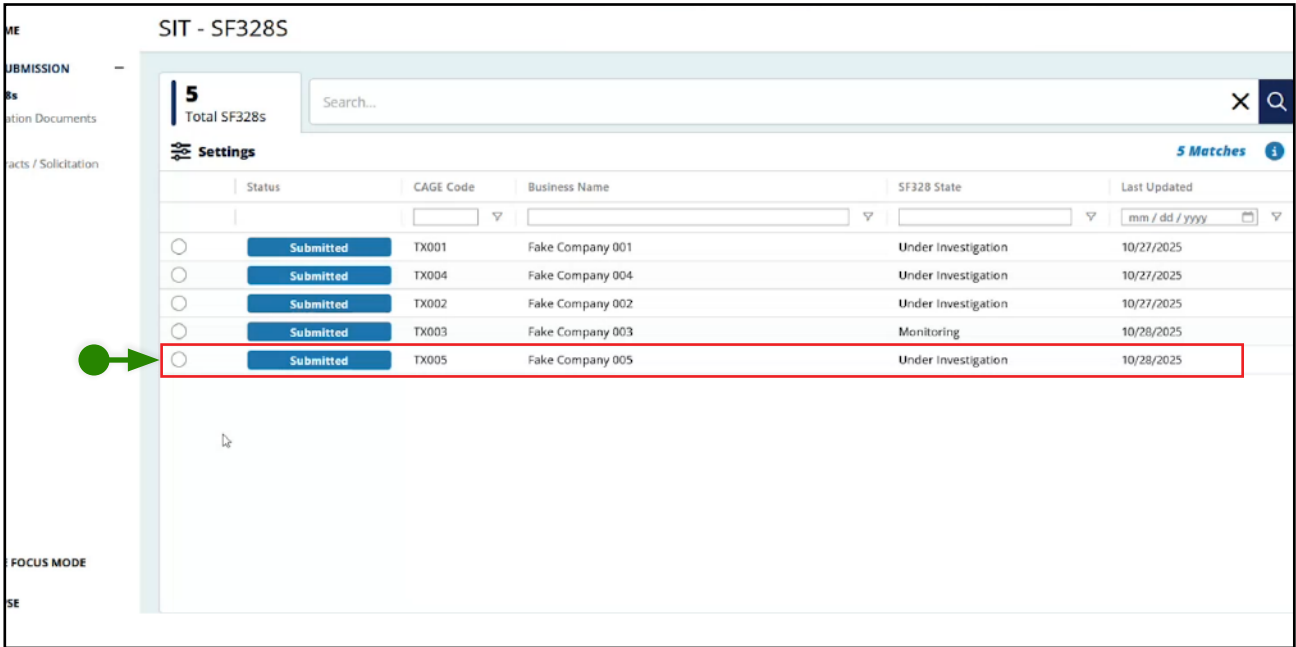 SIT - SF328S
ME
UBMISSION
8s
ation Documents
racts / Solicitation
FOCUS MODE
PSE
5
Total SF328s
Search...
Settings
5 Matches
Status CAGE Code Business Name SF328 State Last Updated
mm / dd / yyyy
Submitted TX001 Fake Company 001 Under Investigation 10/27/2025
Submitted TX004 Fake Company 004 Under Investigation 10/27/2025
Submitted TX002 Fake Company 002 Under Investigation 10/27/2025
Submitted TX003 Fake Company 003 Monitoring 10/28/2025
Submitted TX005 Fake Company 005 Under Investigation 10/28/2025